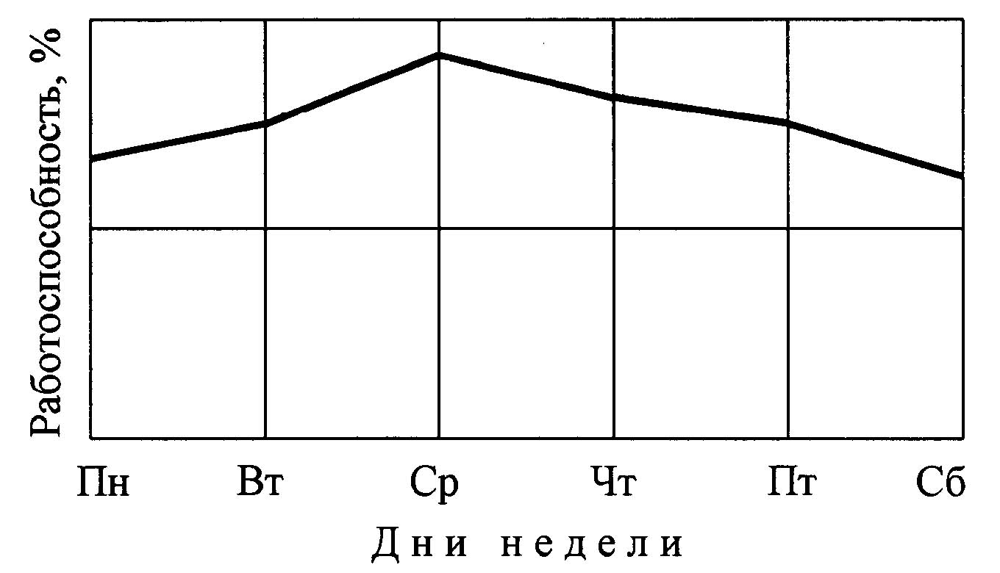 Работоспособность, %
Пн Вт Ср Чт Пт Сб
Дни недели